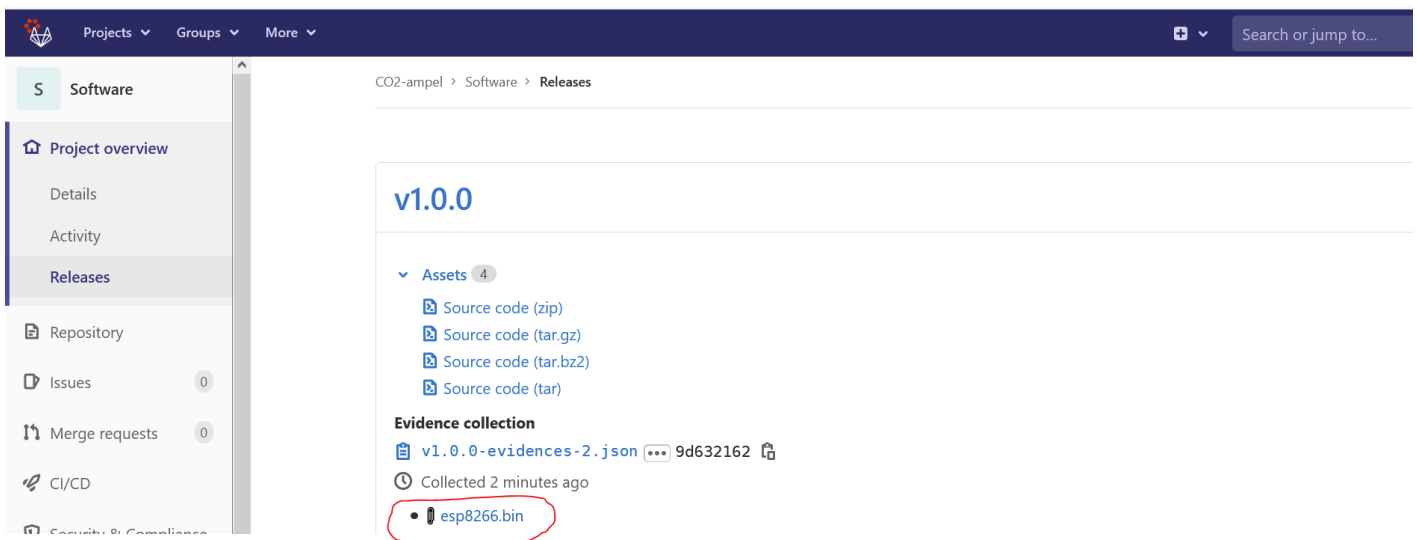 Projects Groups More Search or jump to...
S Software
CO2-ampel > Software > Releases
Project overview
Details
Activity
Releases
Repository
Issues 0
Merge requests 0
CI/CD
Security & Compliance
v1.0.0
Assets 4
Source code (zip)
Source code (tar.gz)
Source code (tar.bz2)
Source code (tar)
Evidence collection
v1.0.0-evidences-2.json 9d632162
Collected 2 minutes ago
esp8266.bin